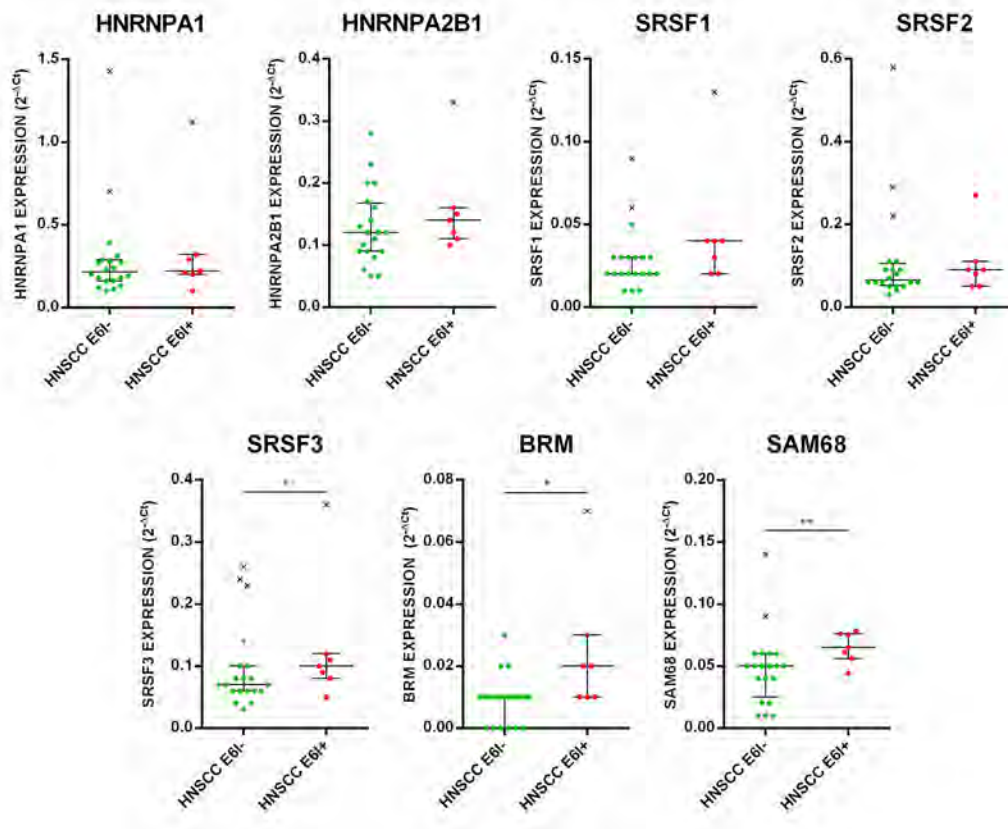 HNRNPA1
HNRNPA2B1
SRSF1
SRSF2
HNRNPA1 EXPRESSION (2^-ΔCt)
1.5
1.0
0.5
0.0
HNSCC E6I-
HNSCC E6I+
HNRNPA2B1 EXPRESSION (2^-ΔCt)
0.4
0.3
0.2
0.1
0.0
HNSCC E6I-
HNSCC E6I+
SRSF1 EXPRESSION (2^-ΔCt)
0.15
0.10
0.05
0.00
HNSCC E6I-
HNSCC E6I+
SRSF2 EXPRESSION (2^-ΔCt)
0.6
0.4
0.2
0.0
HNSCC E6I-
HNSCC E6I+
SRSF3
BRM
SAM68
SRSF3 EXPRESSION (2^-ΔCt)
0.4
0.3
0.2
0.1
0.0
HNSCC E6I-
HNSCC E6I+
BRM EXPRESSION (2^-ΔCt)
0.08
0.06
0.04
0.02
0.00
*
HNSCC E6I-
HNSCC E6I+
SAM68 EXPRESSION (2^-ΔCt)
0.20
0.15
0.10
0.05
0.00
**
HNSCC E6I-
HNSCC E6I+